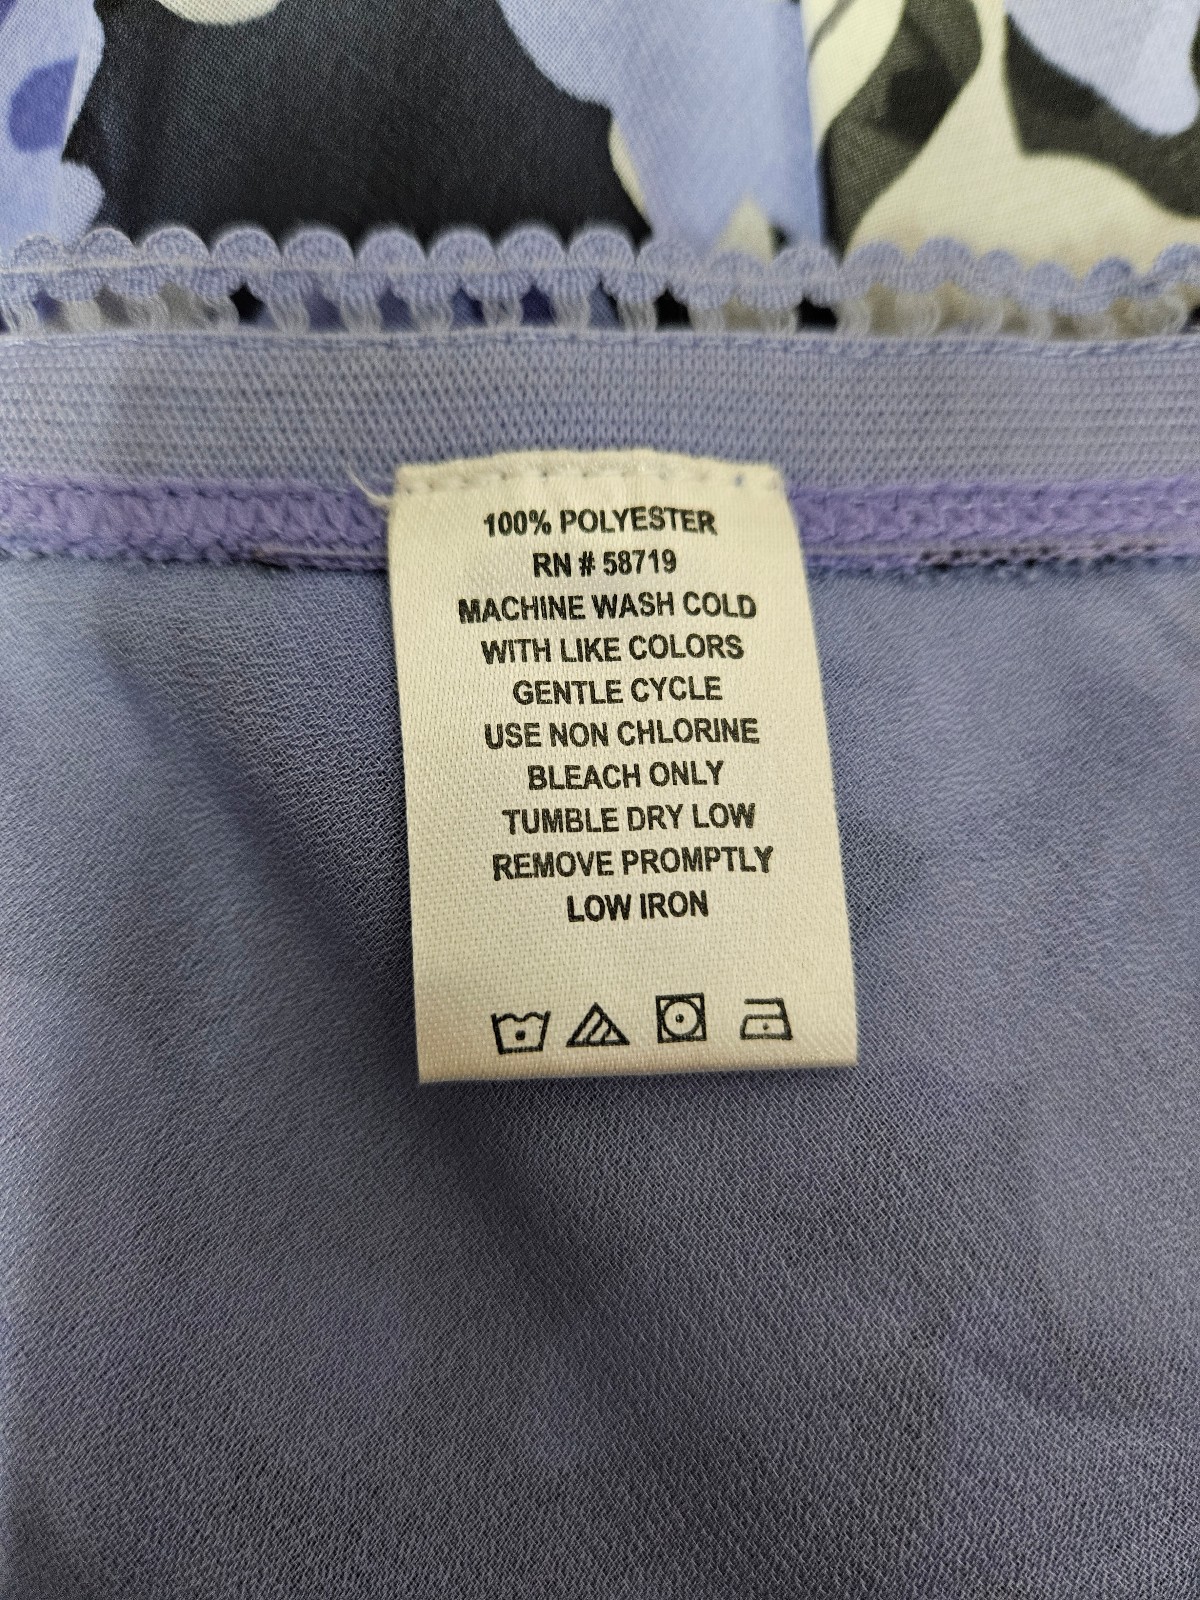 100% POLYESTER
RN # 58719
MACHINE WASH COLD
WITH LIKE COLORS
GENTLE CYCLE
USE NON CHLORINE
BLEACH ONLY
TUMBLE DRY LOW
REMOVE PROMPTLY
LOW IRON